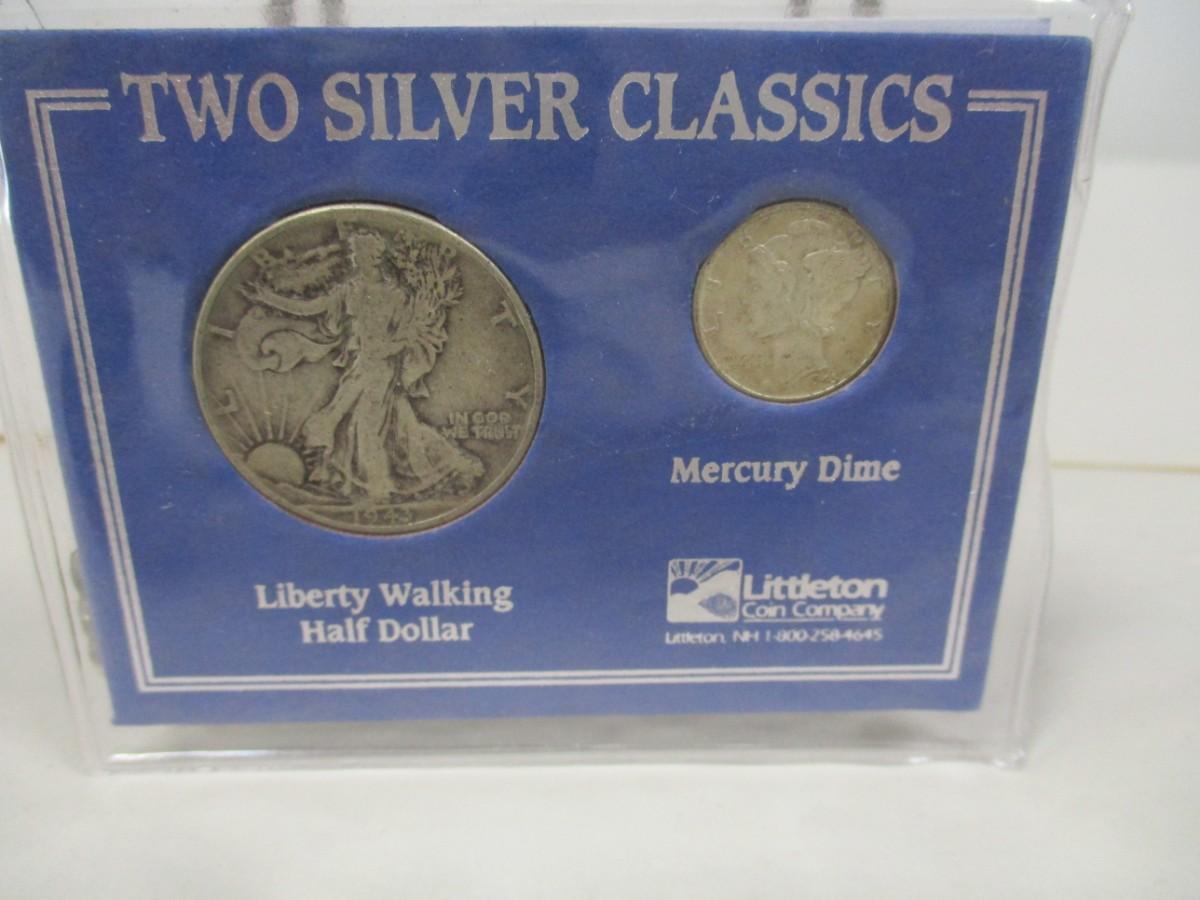 TWO SILVER CLASSICS
LIBERTY
IN GOD
WE TRUST
Liberty Walking
Half Dollar
Mercury Dime
Littleton
Coin Company
Littleton, NH 1-800-258-4645